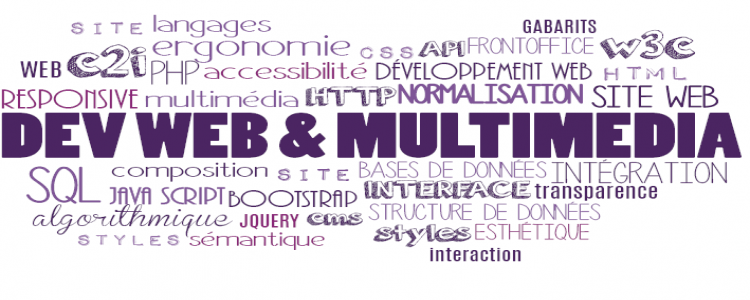 SITE langages GABARITS
ergonomie CSS API FRONTOFFICE w3c
WEB c2i PHP accessibilité DÉVELOPPEMENT WEB HTML
RESPONSIVE multimédia HTTP NORMALISATION SITE WEB
DEV WEB & MULTIMEDIA
composition SITE BASES DE DONNÉES INTÉGRATION
SQL JAVA SCRIPT BOOTSTRAP INTERFACE transparence
algorithmique JQUERY cms STRUCTURE DE DONNÉES
STYLES sémantique styles ESTHÉTIQUE
interaction